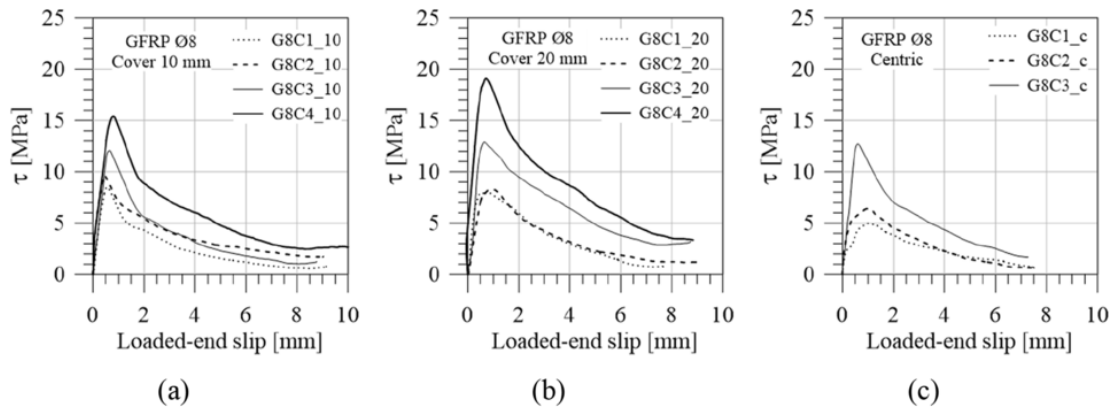 25
20
15
10
5
0
τ [MPa]
GFRP Ø8
Cover 10 mm
G8C1_10
G8C2_10
G8C3_10
G8C4_10
0 2 4 6 8 10
Loaded-end slip [mm]
(a)
25
20
15
10
5
0
τ [MPa]
GFRP Ø8
Cover 20 mm
G8C1_20
G8C2_20
G8C3_20
G8C4_20
0 2 4 6 8 10
Loaded-end slip [mm]
(b)
25
20
15
10
5
0
τ [MPa]
GFRP Ø8
Centric
G8C1_c
G8C2_c
G8C3_c
0 2 4 6 8 10
Loaded-end slip [mm]
(c)